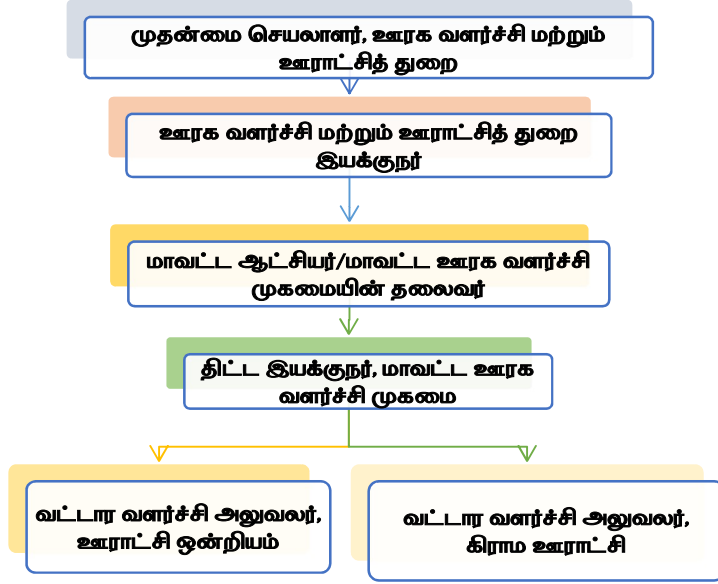 முதன்மை செயலாளர், ஊரக வளர்ச்சி மற்றும்
ஊராட்சித் துறை
ஊரக வளர்ச்சி மற்றும் ஊராட்சித் துறை
இயக்குநர்
மாவட்ட ஆட்சியர்/மாவட்ட ஊரக வளர்ச்சி
முகமையின் தலைவர்
திட்ட இயக்குநர், மாவட்ட ஊரக
வளர்ச்சி முகமை
வட்டார வளர்ச்சி அலுவலர்,
ஊராட்சி ஒன்றியம்
வட்டார வளர்ச்சி அலுவலர்,
கிராம ஊராட்சி